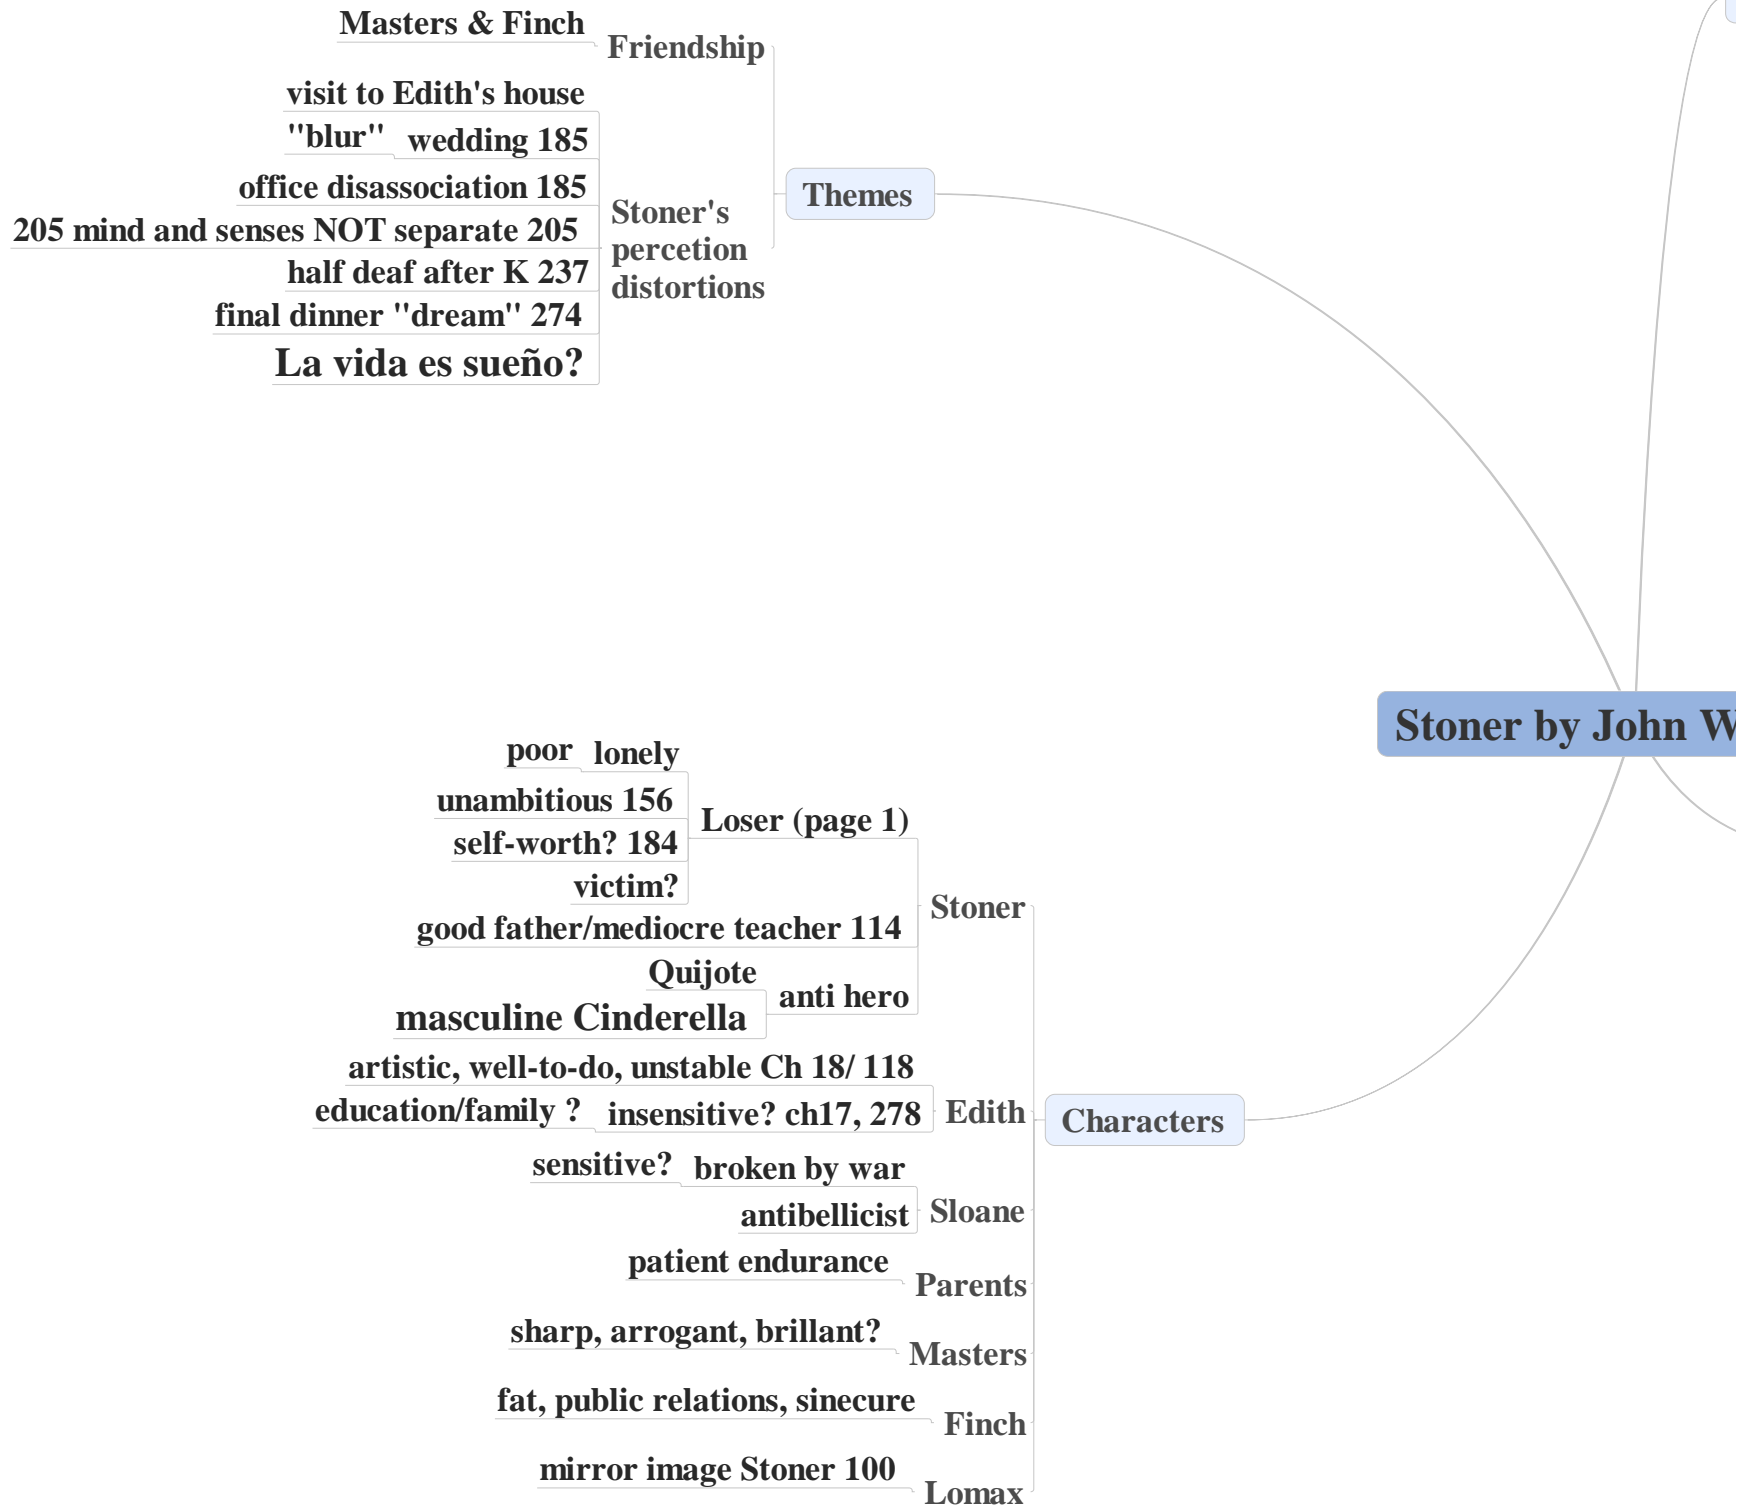 Masters & Finch
Friendship
visit to Edith's house
"blur"
wedding 185
office disassociation 185
205 mind and senses NOT separate 205
half deaf after K 237
final dinner "dream" 274
La vida es sueño?
Stoner's
percetion
distortions
Themes
Stoner by John W
poor
lonely
unambitious 156
self-worth? 184
victim?
Loser (page 1)
good father/mediocre teacher 114
Quijote
masculine Cinderella
anti hero
Stoner
artistic, well-to-do, unstable Ch 18/ 118
education/family ?
insensitive? ch17, 278
Edith
sensitive?
broken by war
antibellicist
Sloane
patient endurance
Parents
sharp, arrogant, brillant?
Masters
fat, public relations, sinecure
Finch
mirror image Stoner 100
Lomax
Characters